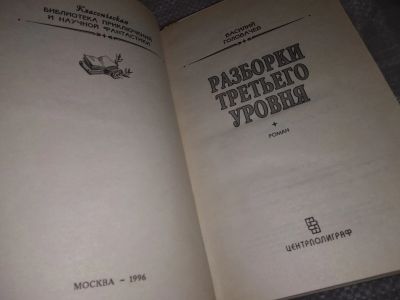 Классическая
БИБЛИОТЕКА ПРИКЛЮЧЕНИЙ
И НАУЧНОЙ ФАНТАСТИКИ
МОСКВА – 1996
ВАСИЛИЙ
ГОЛОВАЧЕВ
РАЗБОРКИ
ТРЕТЬЕГО
УРОВНЯ
РОМАН
ЦЕНТРПОЛИГРАФ